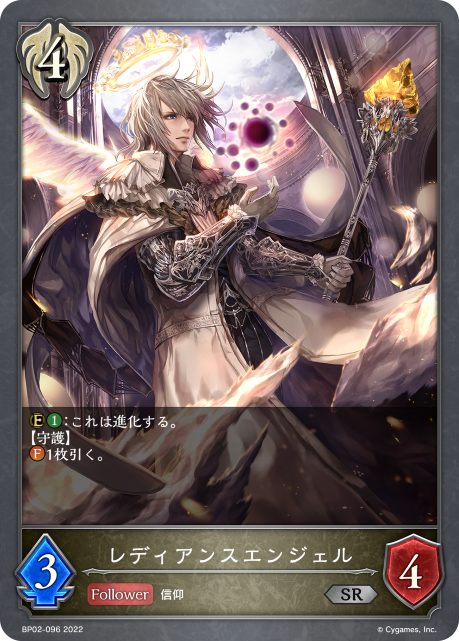 4
E 1:これは進化する。
【守護】
F 1枚引く。
レディアンスエンジェル
3
Follower 信仰
SR
4
BP02-096 2022
© Cygames, Inc.